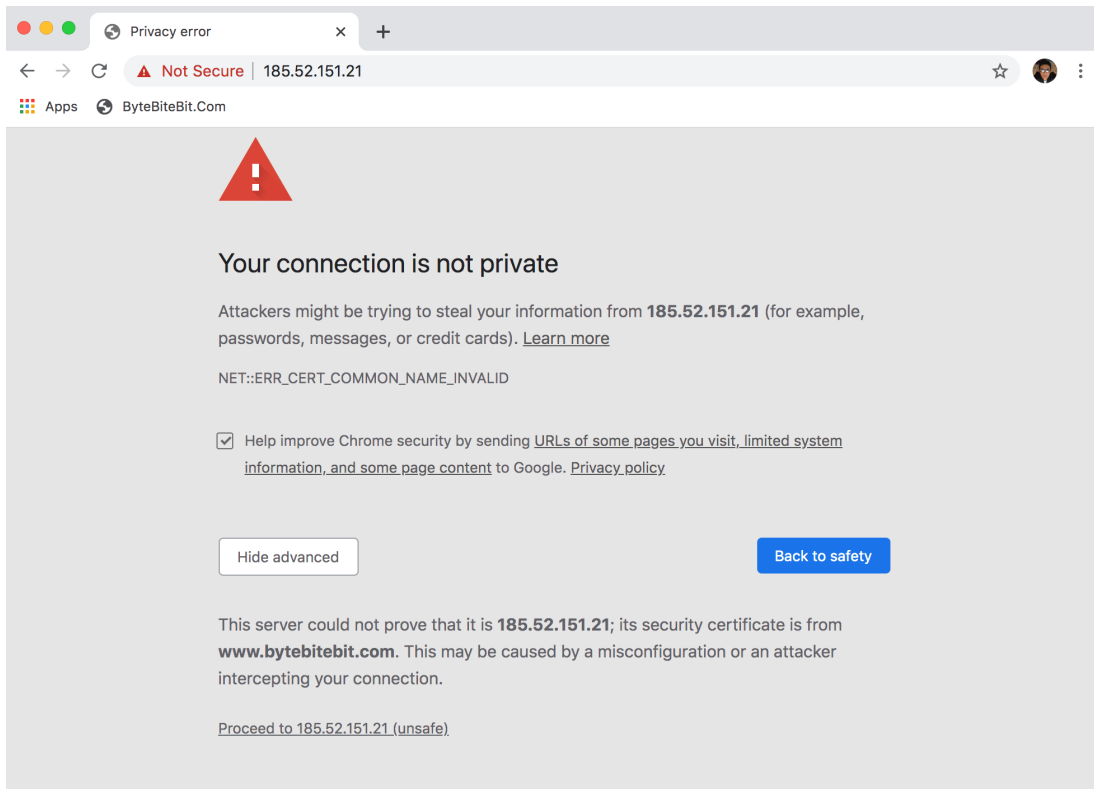 Privacy error
Not Secure 185.52.151.21
Apps ByteBiteBit.Com
Your connection is not private
Attackers might be trying to steal your information from 185.52.151.21 (for example,
passwords, messages, or credit cards). Learn more
NET::ERR_CERT_COMMON_NAME_INVALID
Help improve Chrome security by sending URLs of some pages you visit, limited system
information, and some page content to Google. Privacy policy
Hide advanced Back to safety
This server could not prove that it is 185.52.151.21; its security certificate is from
www.bytebitebit.com. This may be caused by a misconfiguration or an attacker
intercepting your connection.
Proceed to 185.52.151.21 (unsafe)